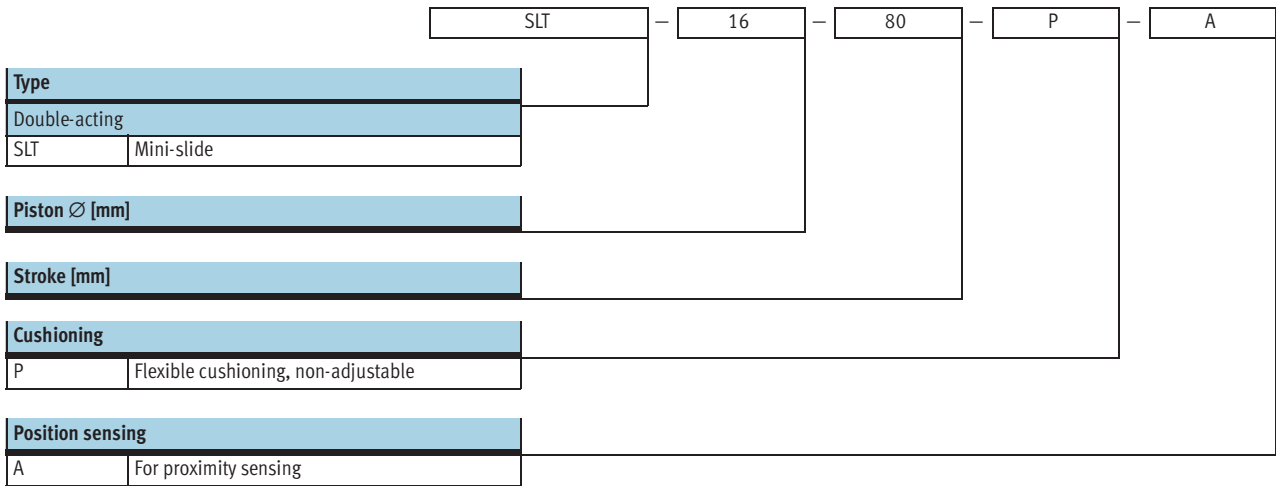 SLT – 16 – 80 – P – A
Type
Double-acting
SLT Mini-slide
Piston ∅ [mm]
Stroke [mm]
Cushioning
P Flexible cushioning, non-adjustable
Position sensing
A For proximity sensing